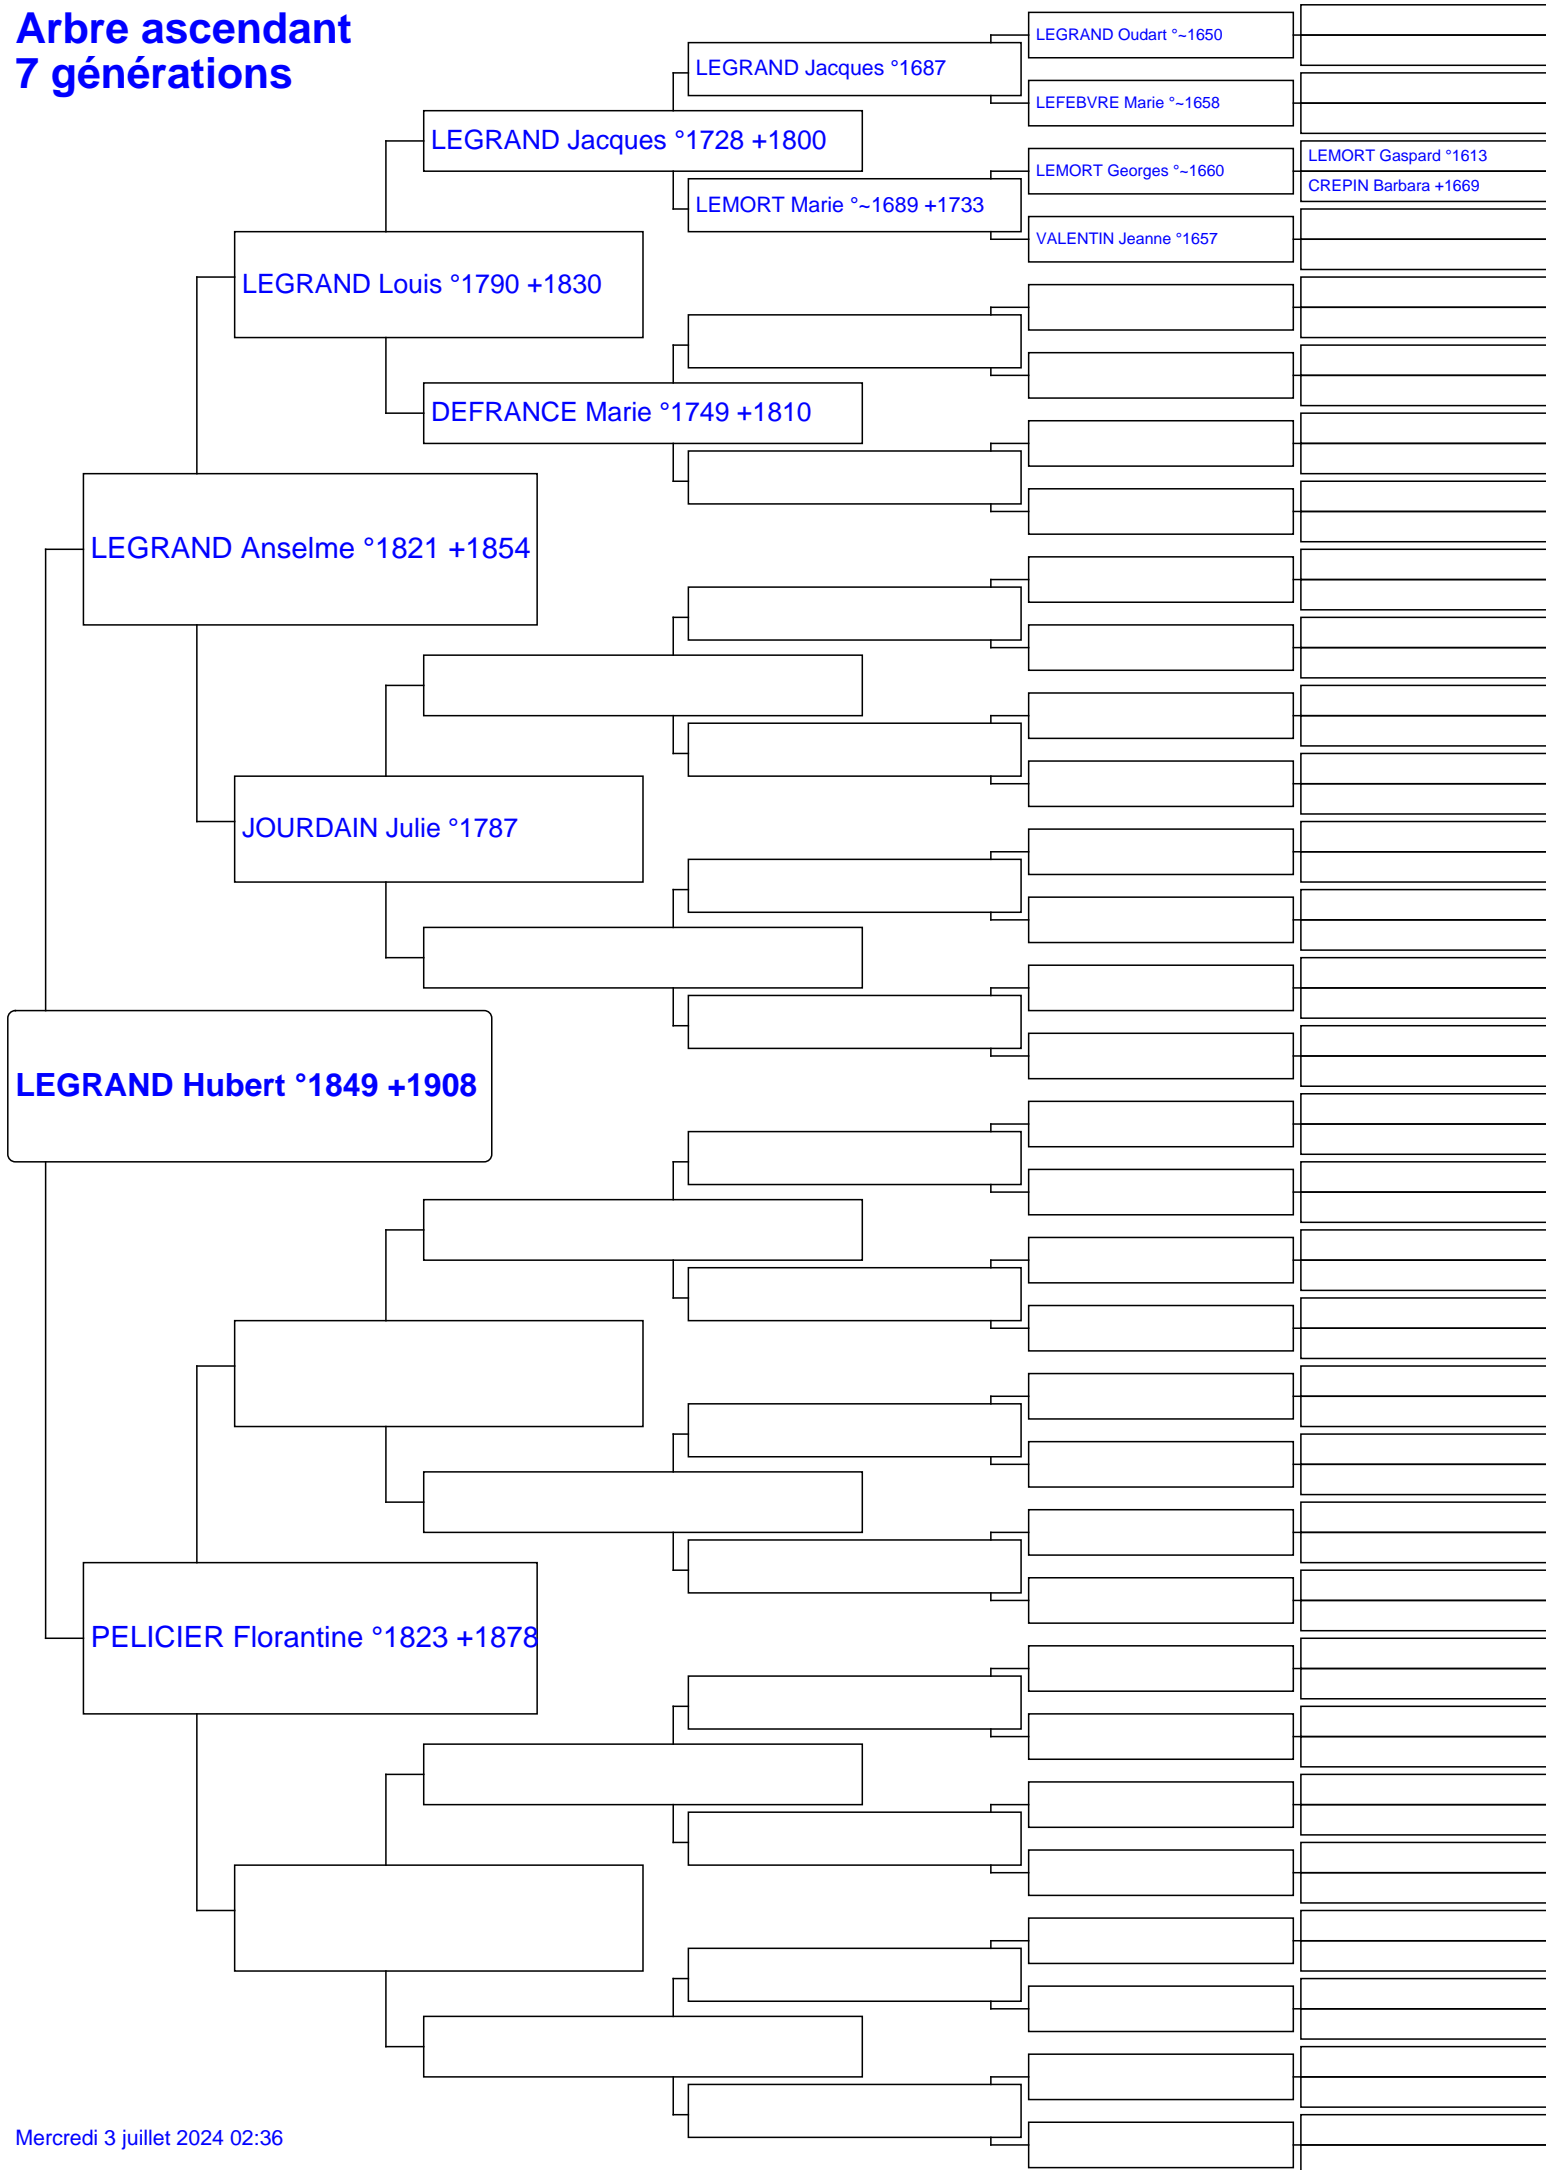 Arbre ascendant
7 générations
LEGRAND Oudart °~1650
LEGRAND Jacques °1687
LEFEBVRE Marie °~1658
LEGRAND Jacques °1728 +1800
LEMORT Gaspard °1613
LEMORT Georges °~1660
CREPIN Barbara +1669
LEMORT Marie °~1689 +1733
VALENTIN Jeanne °1657
LEGRAND Louis °1790 +1830
DEFRANCE Marie °1749 +1810
LEGRAND Anselme °1821 +1854
JOURDAIN Julie °1787
LEGRAND Hubert °1849 +1908
PELICIER Florantine °1823 +1878
Mercredi 3 juillet 2024 02:36